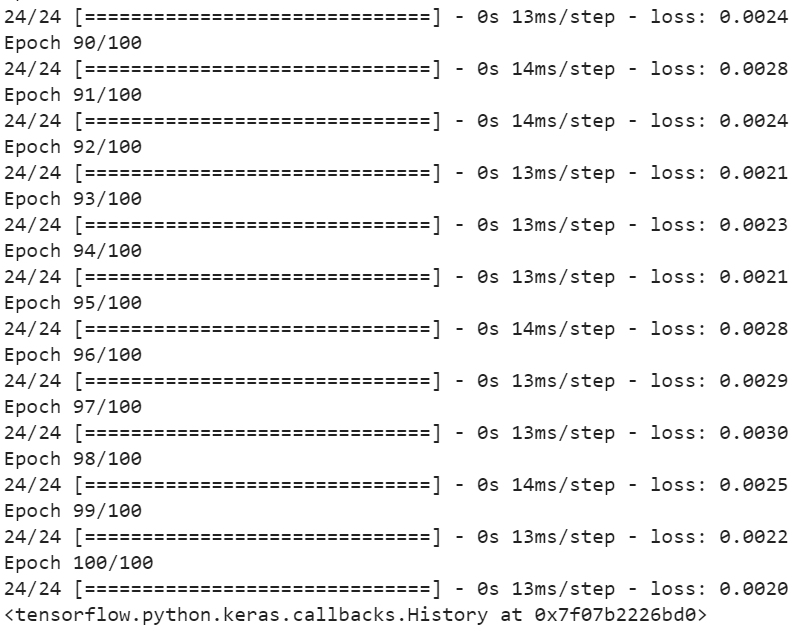 24/24 [==============================] - 0s 13ms/step - loss: 0.0024
Epoch 90/100
24/24 [==============================] - 0s 14ms/step - loss: 0.0028
Epoch 91/100
24/24 [==============================] - 0s 14ms/step - loss: 0.0024
Epoch 92/100
24/24 [==============================] - 0s 13ms/step - loss: 0.0021
Epoch 93/100
24/24 [==============================] - 0s 13ms/step - loss: 0.0023
Epoch 94/100
24/24 [==============================] - 0s 13ms/step - loss: 0.0021
Epoch 95/100
24/24 [==============================] - 0s 14ms/step - loss: 0.0028
Epoch 96/100
24/24 [==============================] - 0s 13ms/step - loss: 0.0029
Epoch 97/100
24/24 [==============================] - 0s 13ms/step - loss: 0.0030
Epoch 98/100
24/24 [==============================] - 0s 14ms/step - loss: 0.0025
Epoch 99/100
24/24 [==============================] - 0s 13ms/step - loss: 0.0022
Epoch 100/100
24/24 [==============================] - 0s 13ms/step - loss: 0.0020
<tensorflow.python.keras.callbacks.History at 0x7f07b2226bd0>